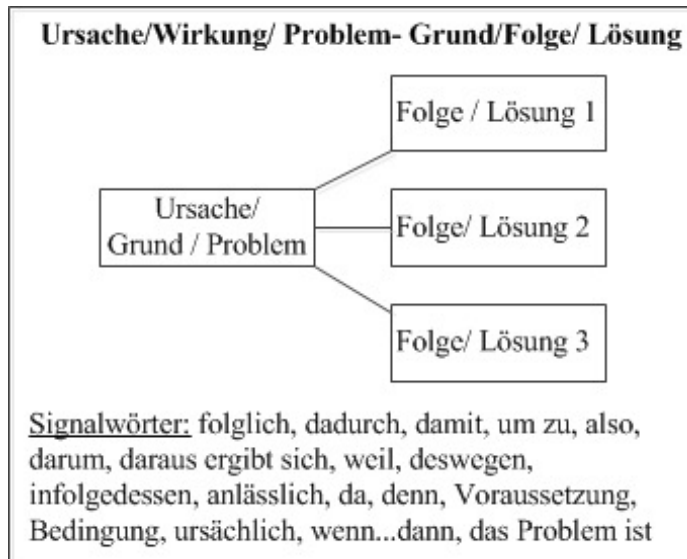 Ursache/Wirkung/ Problem- Grund/Folge/ Lösung
Folge / Lösung 1
Ursache/
Grund / Problem
Folge/ Lösung 2
Folge/ Lösung 3
Signalwörter: folglich, dadurch, damit, um zu, also,
darum, daraus ergibt sich, weil, deswegen,
infolgedessen, anlässlich, da, denn, Voraussetzung,
Bedingung, ursächlich, wenn...dann, das Problem ist